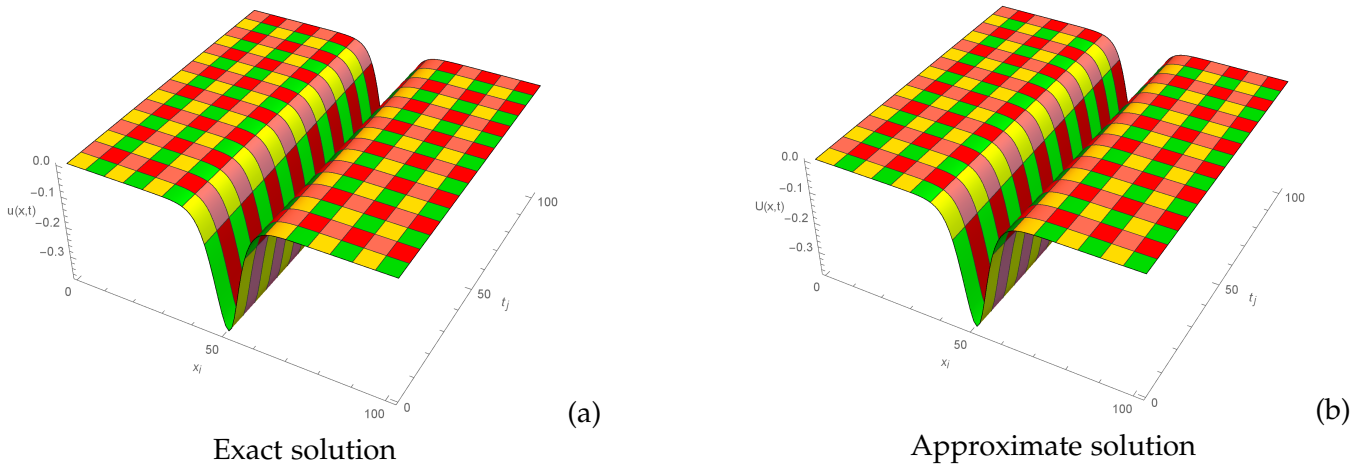 0.0
−0.1
u(x,t)
−0.2
−0.3
0
50
x_i
100
0
50
t_j
100
(a)
Exact solution
0.0
−0.1
U(x,t)
−0.2
−0.3
0
50
x_i
100
0
50
t_j
100
(b)
Approximate solution